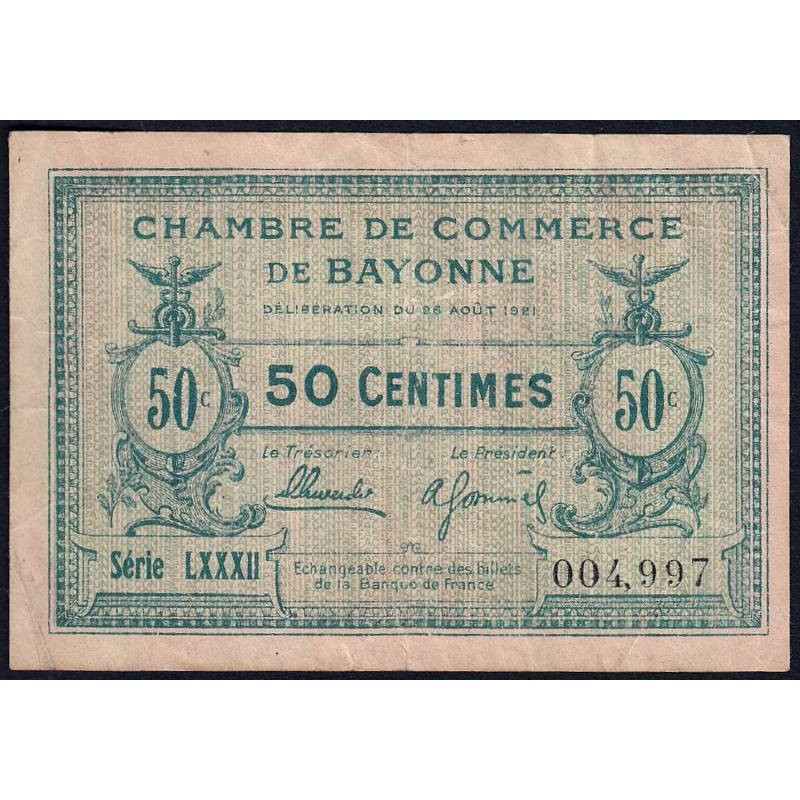 CHAMBRE DE COMMERCE
DE BAYONNE
DÉLIBÉRATION DU 26 AOÛT 1921
50c 50 CENTIMES 50c
Le Trésorier: Le Président:
Série LXXXII
Echangeable contre des billets
de la Banque de France
004,997